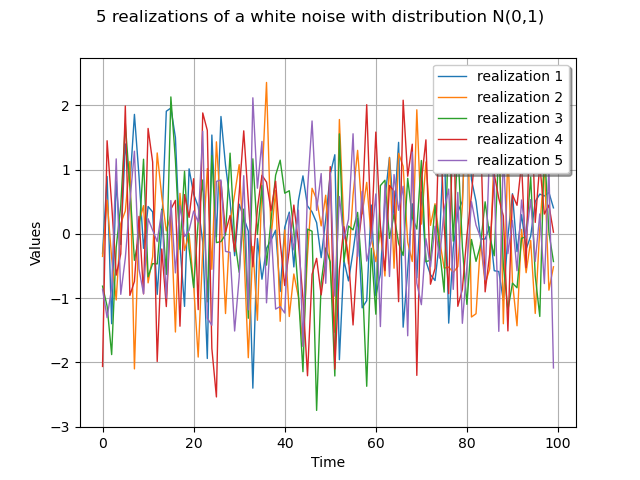 5 realizations of a white noise with distribution N(0,1)
realization 1
realization 2
realization 3
realization 4
realization 5
Values
2
1
0
−1
−2
−3
0
20
40
60
80
100
Time